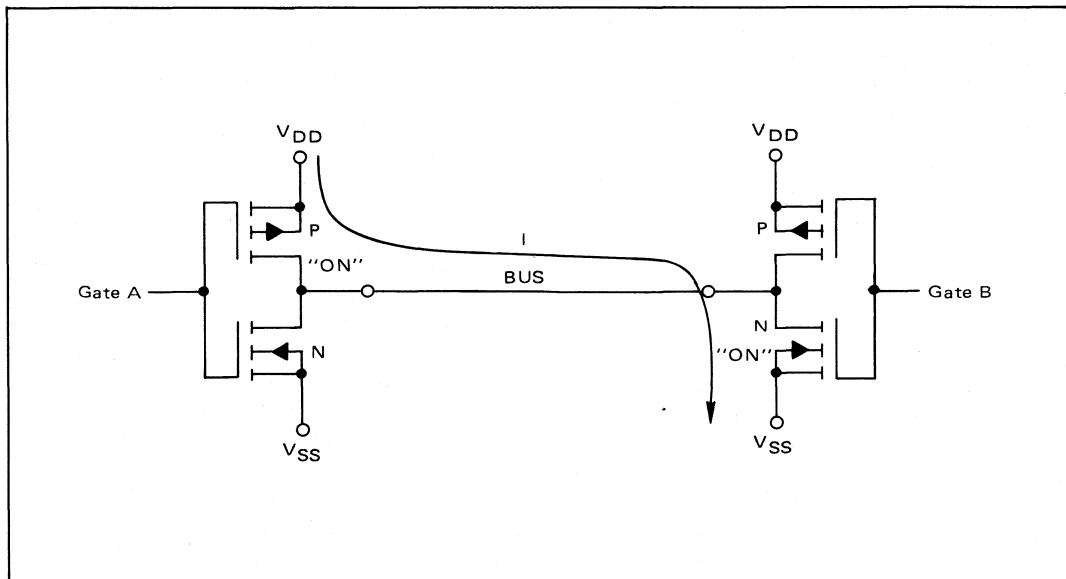 VDD
VDD
P
P
I
"ON"
BUS
Gate A
Gate B
N
N
"ON"
VSS
VSS